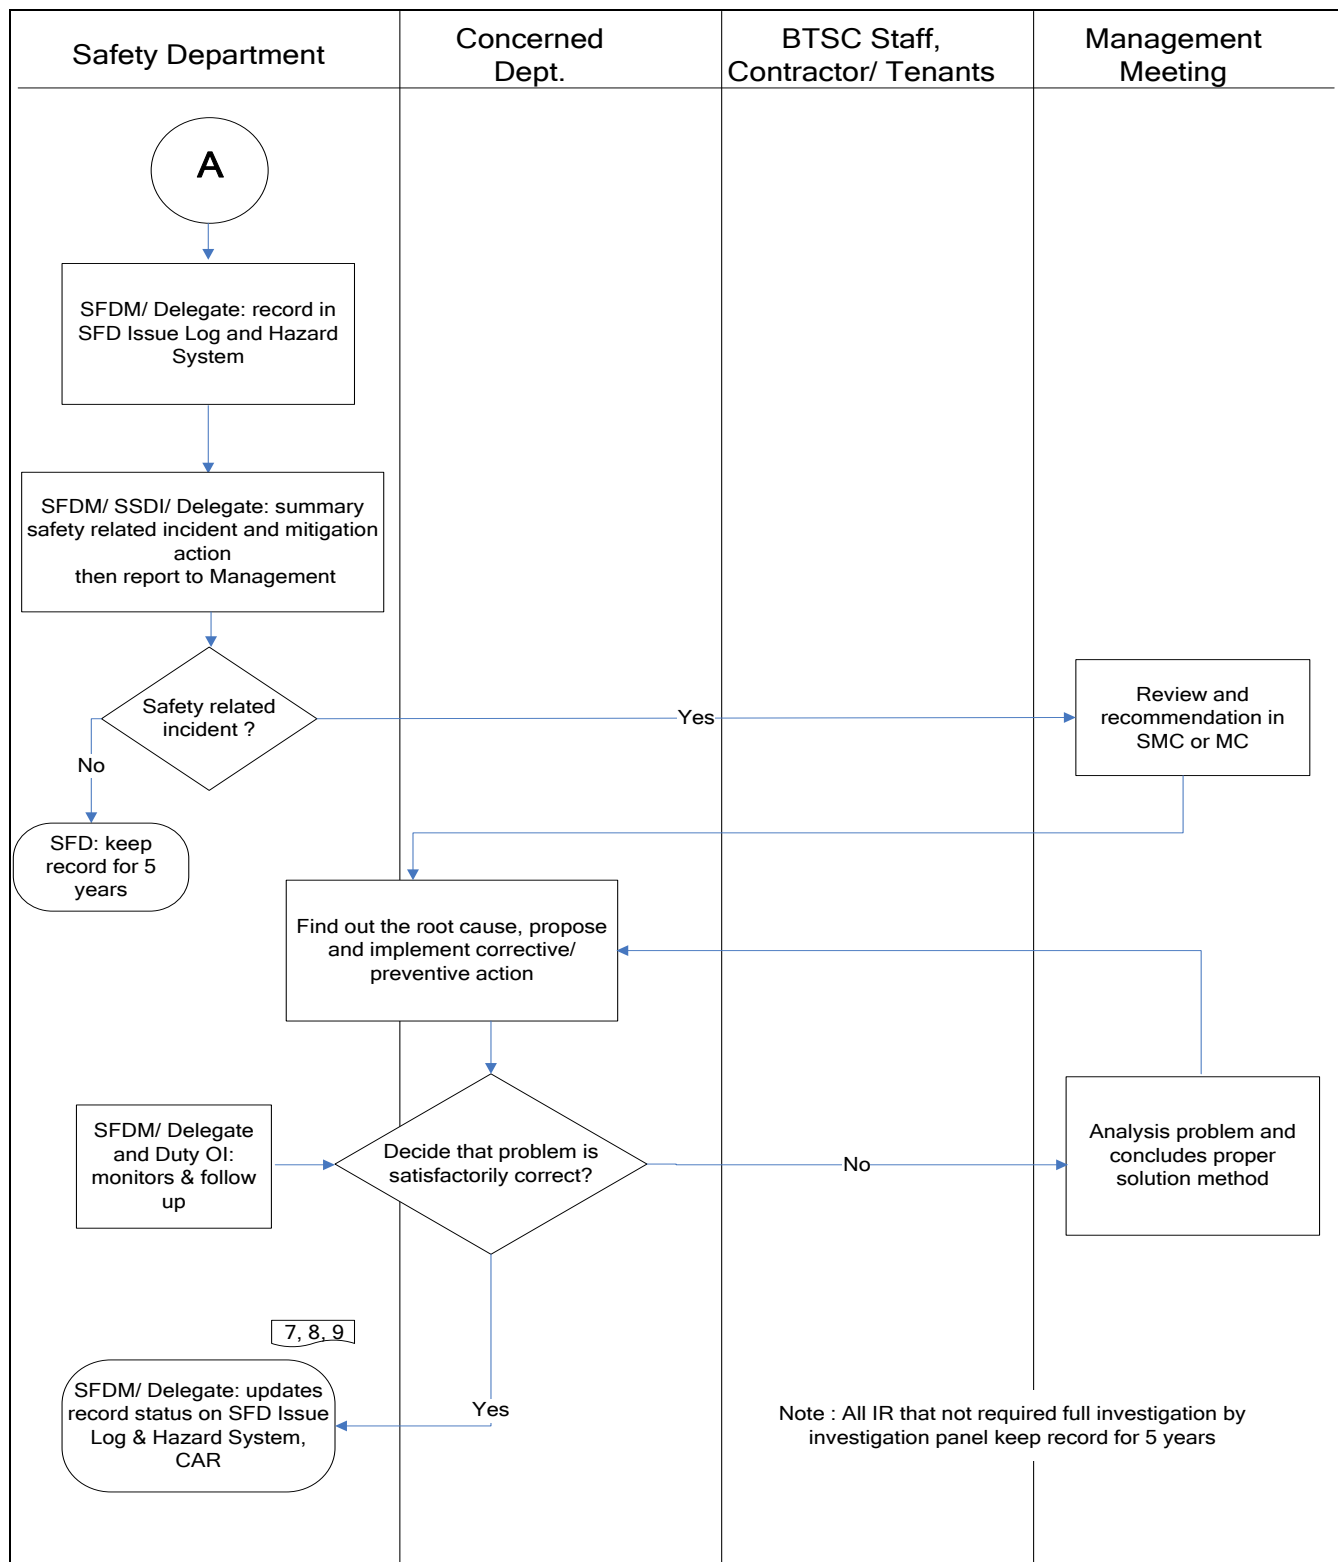 Safety Department
Concerned
Dept.
BTSC Staff,
Contractor/ Tenants
Management
Meeting
A
SFDM/ Delegate: record in
SFD Issue Log and Hazard
System
SFDM/ SSDI/ Delegate: summary
safety related incident and mitigation
action
then report to Management
Safety related
incident ?
Yes
Review and
recommendation in
SMC or MC
No
SFD: keep
record for 5
years
Find out the root cause, propose
and implement corrective/
preventive action
SFDM/ Delegate
and Duty OI:
monitors & follow
up
Decide that problem is
satisfactorily correct?
No
Analysis problem and
concludes proper
solution method
7, 8, 9
SFDM/ Delegate: updates
record status on SFD Issue
Log & Hazard System,
CAR
Yes
Note : All IR that not required full investigation by
investigation panel keep record for 5 years